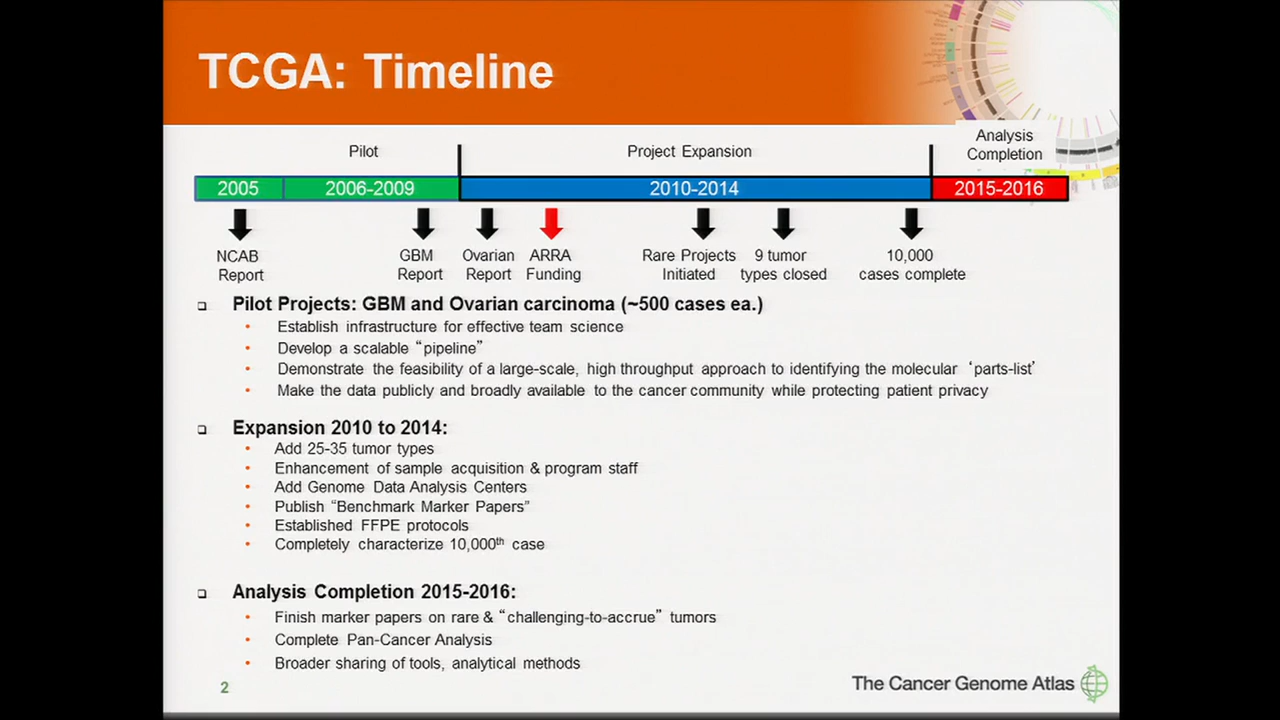 TCGA: Timeline
Pilot
Project Expansion
Analysis
Completion
2005
2006-2009
2010-2014
2015-2016
NCAB
Report
GBM
Report
Ovarian
Report
ARRA
Funding
Rare Projects
Initiated
9 tumor
types closed
10,000
cases complete
Pilot Projects: GBM and Ovarian carcinoma (~500 cases ea.)
• Establish infrastructure for effective team science
• Develop a scalable “pipeline”
• Demonstrate the feasibility of a large-scale, high throughput approach to identifying the molecular ‘parts-list’
• Make the data publicly and broadly available to the cancer community while protecting patient privacy
Expansion 2010 to 2014:
• Add 25-35 tumor types
• Enhancement of sample acquisition & program staff
• Add Genome Data Analysis Centers
• Publish “Benchmark Marker Papers”
• Established FFPE protocols
• Completely characterize 10,000th case
Analysis Completion 2015-2016:
• Finish marker papers on rare & “challenging-to-accrue” tumors
• Complete Pan-Cancer Analysis
• Broader sharing of tools, analytical methods
2
The Cancer Genome Atlas